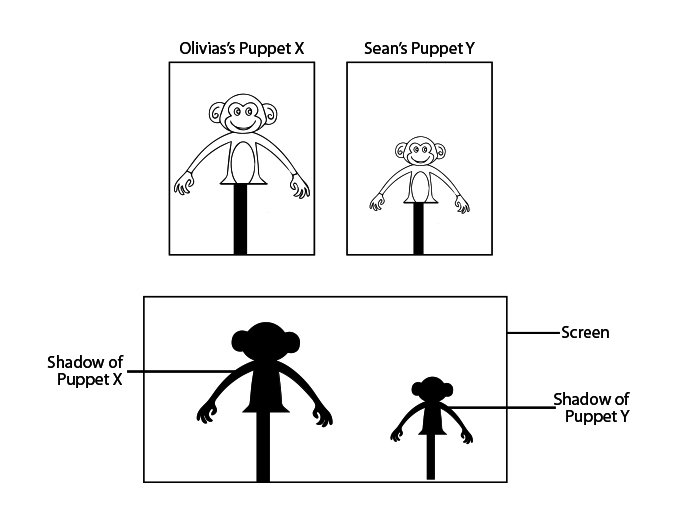 Olivias's Puppet X
Sean's Puppet Y
Screen
Shadow of
Puppet X
Shadow of
Puppet Y